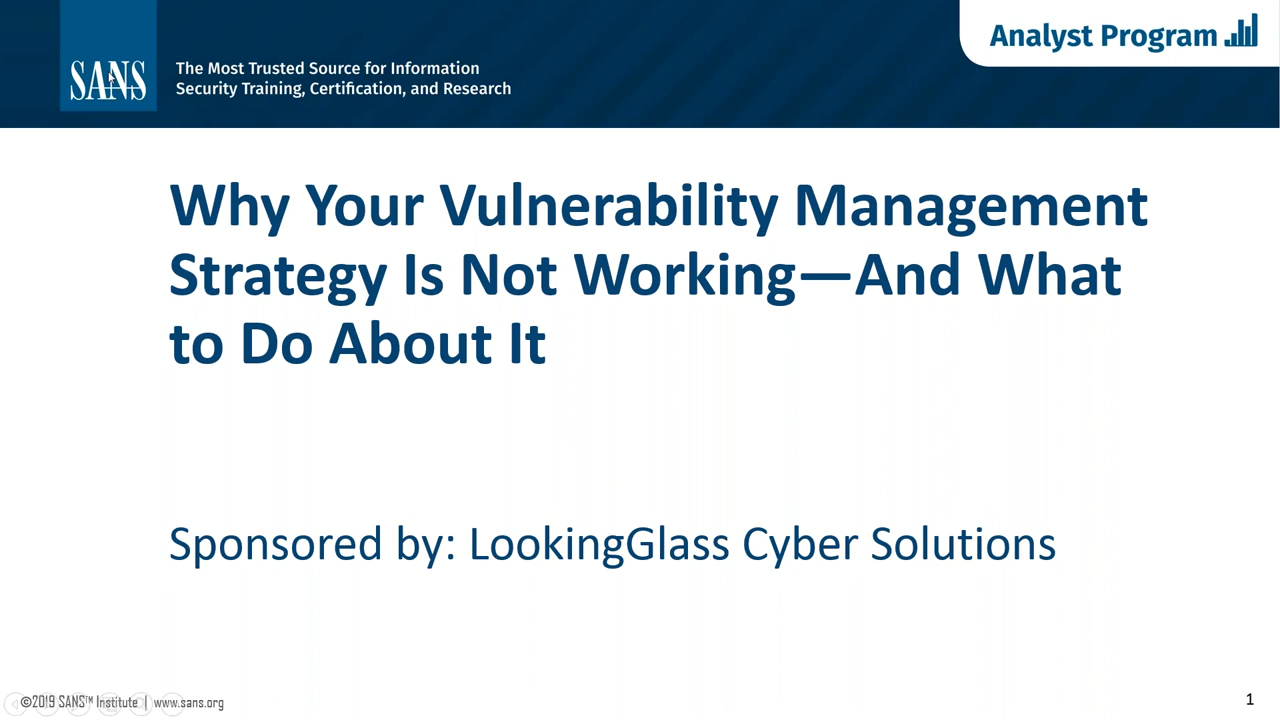 Analyst Program
SANS
The Most Trusted Source for Information
Security Training, Certification, and Research
Why Your Vulnerability Management
Strategy Is Not Working—And What
to Do About It
Sponsored by: LookingGlass Cyber Solutions
©2019 SANS™ Institute | www.sans.org
1